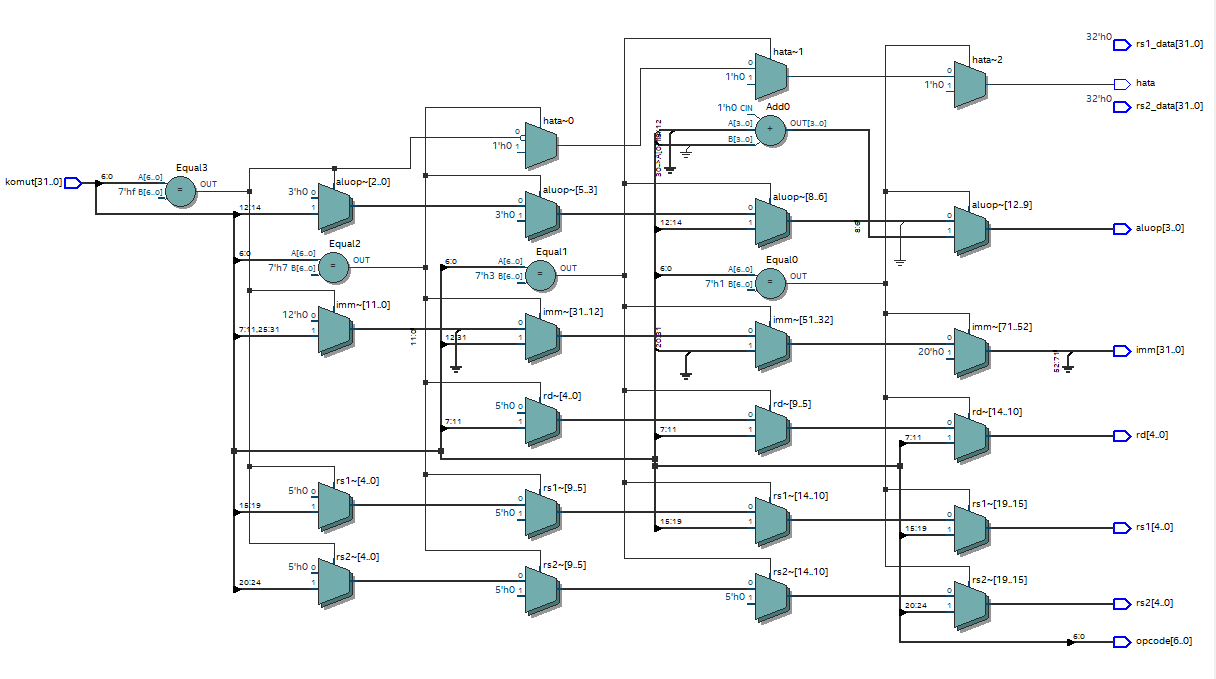 32'h0
rs1_data[31..0]
hata~1
hata~2
0
1'h0 1
0
1'h0 1
hata
32'h0
rs2_data[31..0]
1'h0 CIN
Add0
A[3..0]
B[3..0]
+
OUT[3..0]
hata~0
0
1'h0 1
komut[31..0]
6:0
Equal3
A[6..0]
7'hf B[6..0]
=
OUT
aluop~[2..0]
3'h0 0
12:14
1
aluop~[5..3]
0
3'h0 1
aluop~[8..6]
0
12:14
1
8:6
aluop~[12..9]
0
1
aluop[3..0]
Equal2
6:0
A[6..0]
7'h7 B[6..0]
=
OUT
Equal1
6:0
A[6..0]
7'h3 B[6..0]
=
OUT
Equal0
6:0
A[6..0]
7'h1 B[6..0]
=
OUT
imm~[11..0]
12'h0 0
7:11,25:31
1
11:0
imm~[31..12]
0
12:31
1
20:31
imm~[51..32]
0
1
imm~[71..52]
0
20'h0 1
52:71
imm[31..0]
rd~[4..0]
5'h0 0
7:11
1
rd~[9..5]
0
7:11
1
rd~[14..10]
0
7:11
1
rd[4..0]
rs1~[4..0]
5'h0 0
15:19
1
rs1~[9..5]
0
5'h0 1
rs1~[14..10]
0
15:19
1
rs1~[19..15]
0
15:19
1
rs1[4..0]
rs2~[4..0]
5'h0 0
20:24
1
rs2~[9..5]
0
5'h0 1
rs2~[14..10]
0
5'h0 1
rs2~[19..15]
0
20:24
1
rs2[4..0]
6:0
opcode[6..0]